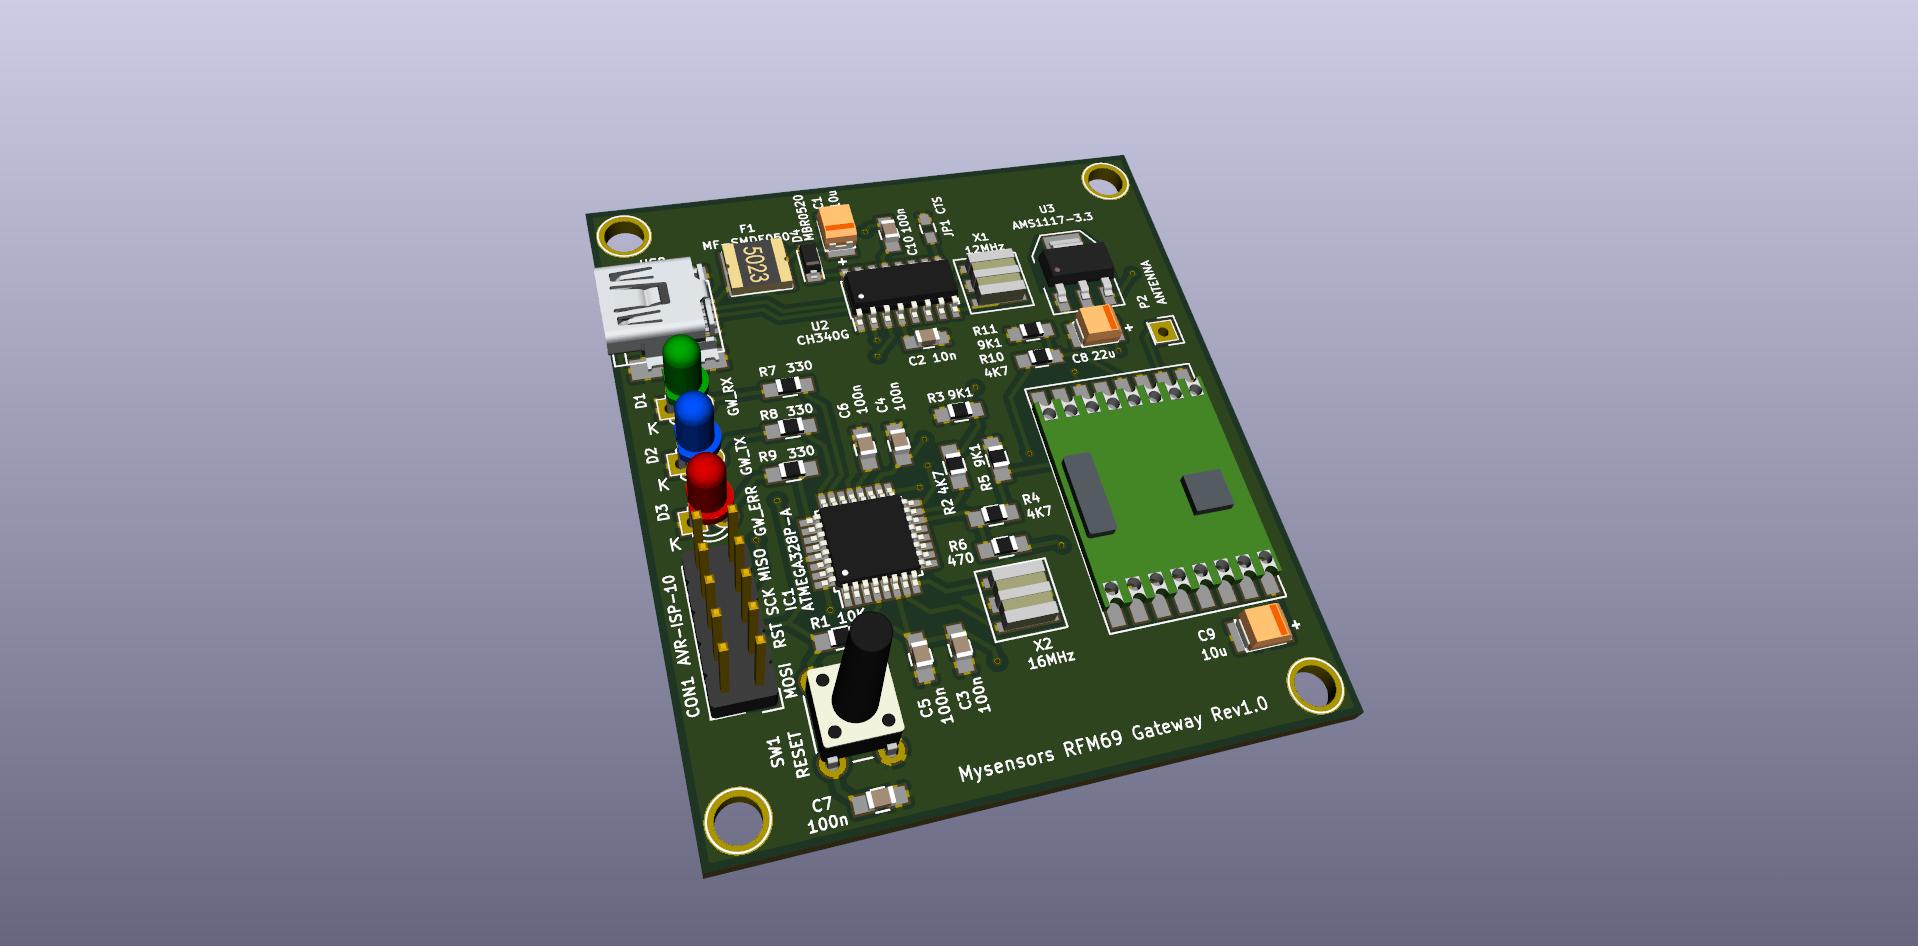 F1
5023
D4
MBR0520
C1
C10 100n
JP1 CTS
X1
12MHz
U3
AMS1117-3.3
P2
ANTENNA
U2
CH340G
C2 10n
R11
9K1
R10
4K7
C8 22u
D1
K
GW_RX
R7 330
D2
K
GW_TX
R8 330
R9 330
D3
K
GW_ERR
C6
100n
C4
100n
R3 9K1
R2 4K7
R5 9K1
R4
4K7
R6
470
CON1 AVR-ISP-10
MOSI
RST SCK MISO
IC1
ATMEGA328P-A
R1 10K
X2
16MHz
C9
10u
C5
100n
C3
100n
SW1
RESET
C7
100n
Mysensors RFM69 Gateway Rev1.0